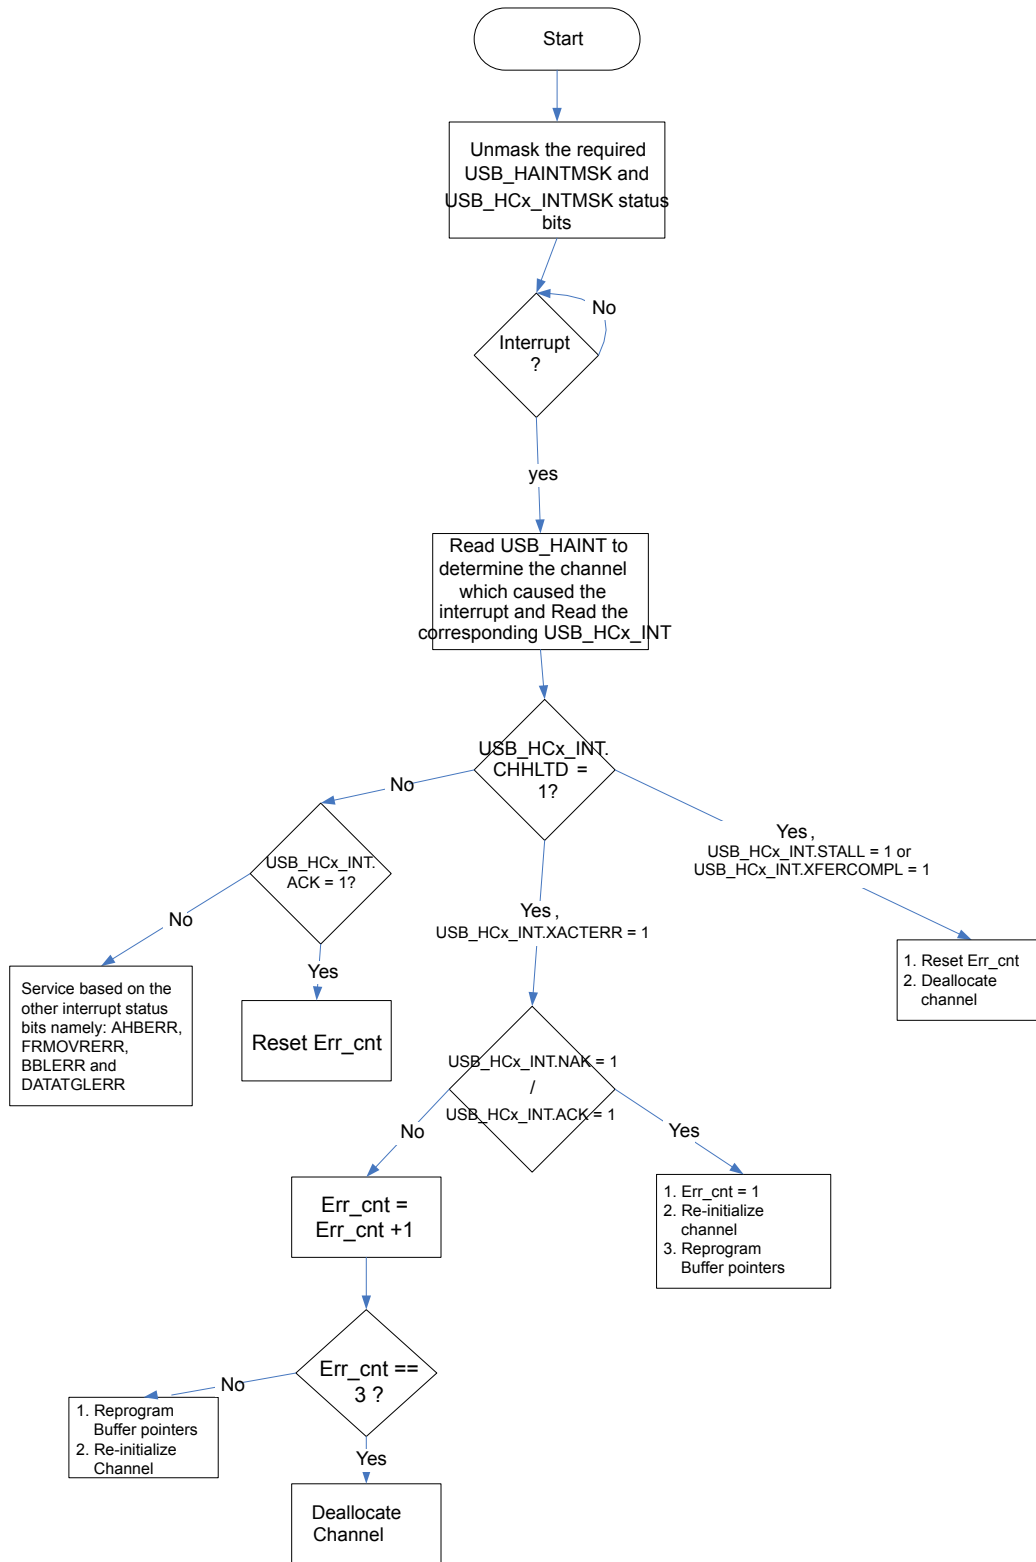 Start
Unmask the required
USB_HAINTMSK and
USB_HCx_INTMSK status
bits
No
Interrupt
?
yes
Read USB_HAINT to
determine the channel
which caused the
interrupt and Read the
corresponding USB_HCx_INT
USB_HCx_INT.
CHHLTD =
1?
No
Yes,
USB_HCx_INT.STALL = 1 or
USB_HCx_INT.XFERCOMPL = 1
USB_HCx_INT.
ACK = 1?
Yes,
USB_HCx_INT.XACTERR = 1
No
Yes
1. Reset Err_cnt
2. Deallocate
channel
Service based on the
other interrupt status
bits namely: AHBERR,
FRMOVRERR,
BBLERR and
DATATGLERR
Reset Err_cnt
USB_HCx_INT.NAK = 1
/
USB_HCx_INT.ACK = 1
No
Yes
Err_cnt =
Err_cnt +1
1. Err_cnt = 1
2. Re-initialize
channel
3. Reprogram
Buffer pointers
Err_cnt ==
3 ?
No
1. Reprogram
Buffer pointers
2. Re-initialize
Channel
Yes
Deallocate
Channel